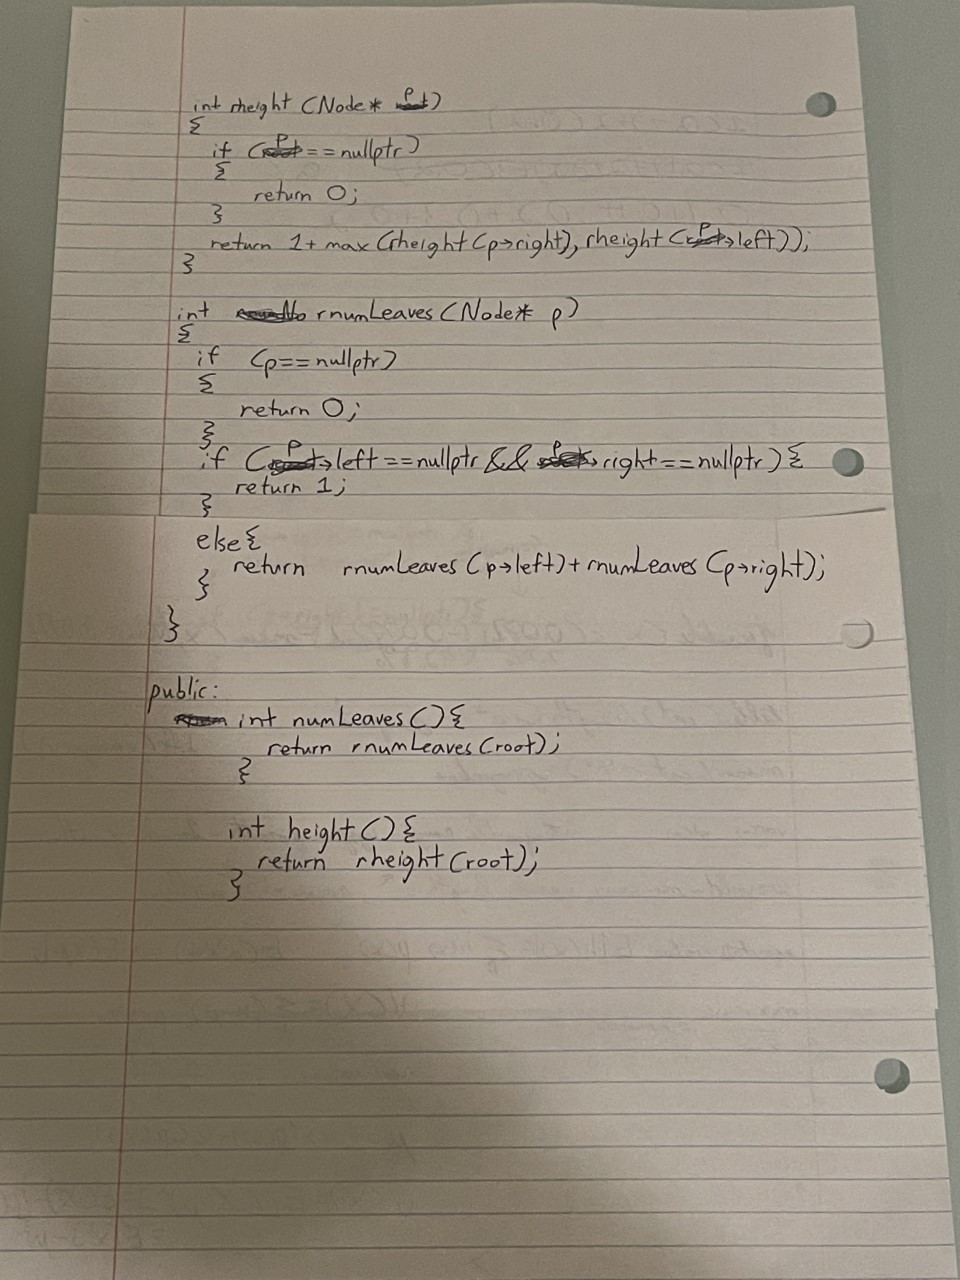 int rheight (Node* p)
{
if (p == nullptr)
{
return 0;
}
return 1 + max (rheight (p->right), rheight (p->left));
}
int rnumLeaves (Node* p)
{
if (p==nullptr)
{
return 0;
}
if (p->left == nullptr && p->right == nullptr) {
return 1;
}
else{
return rnumLeaves (p->left) + rnumLeaves (p->right);
}
}
public:
int numLeaves () {
return rnumLeaves (root);
}
int height () {
return rheight (root);
}